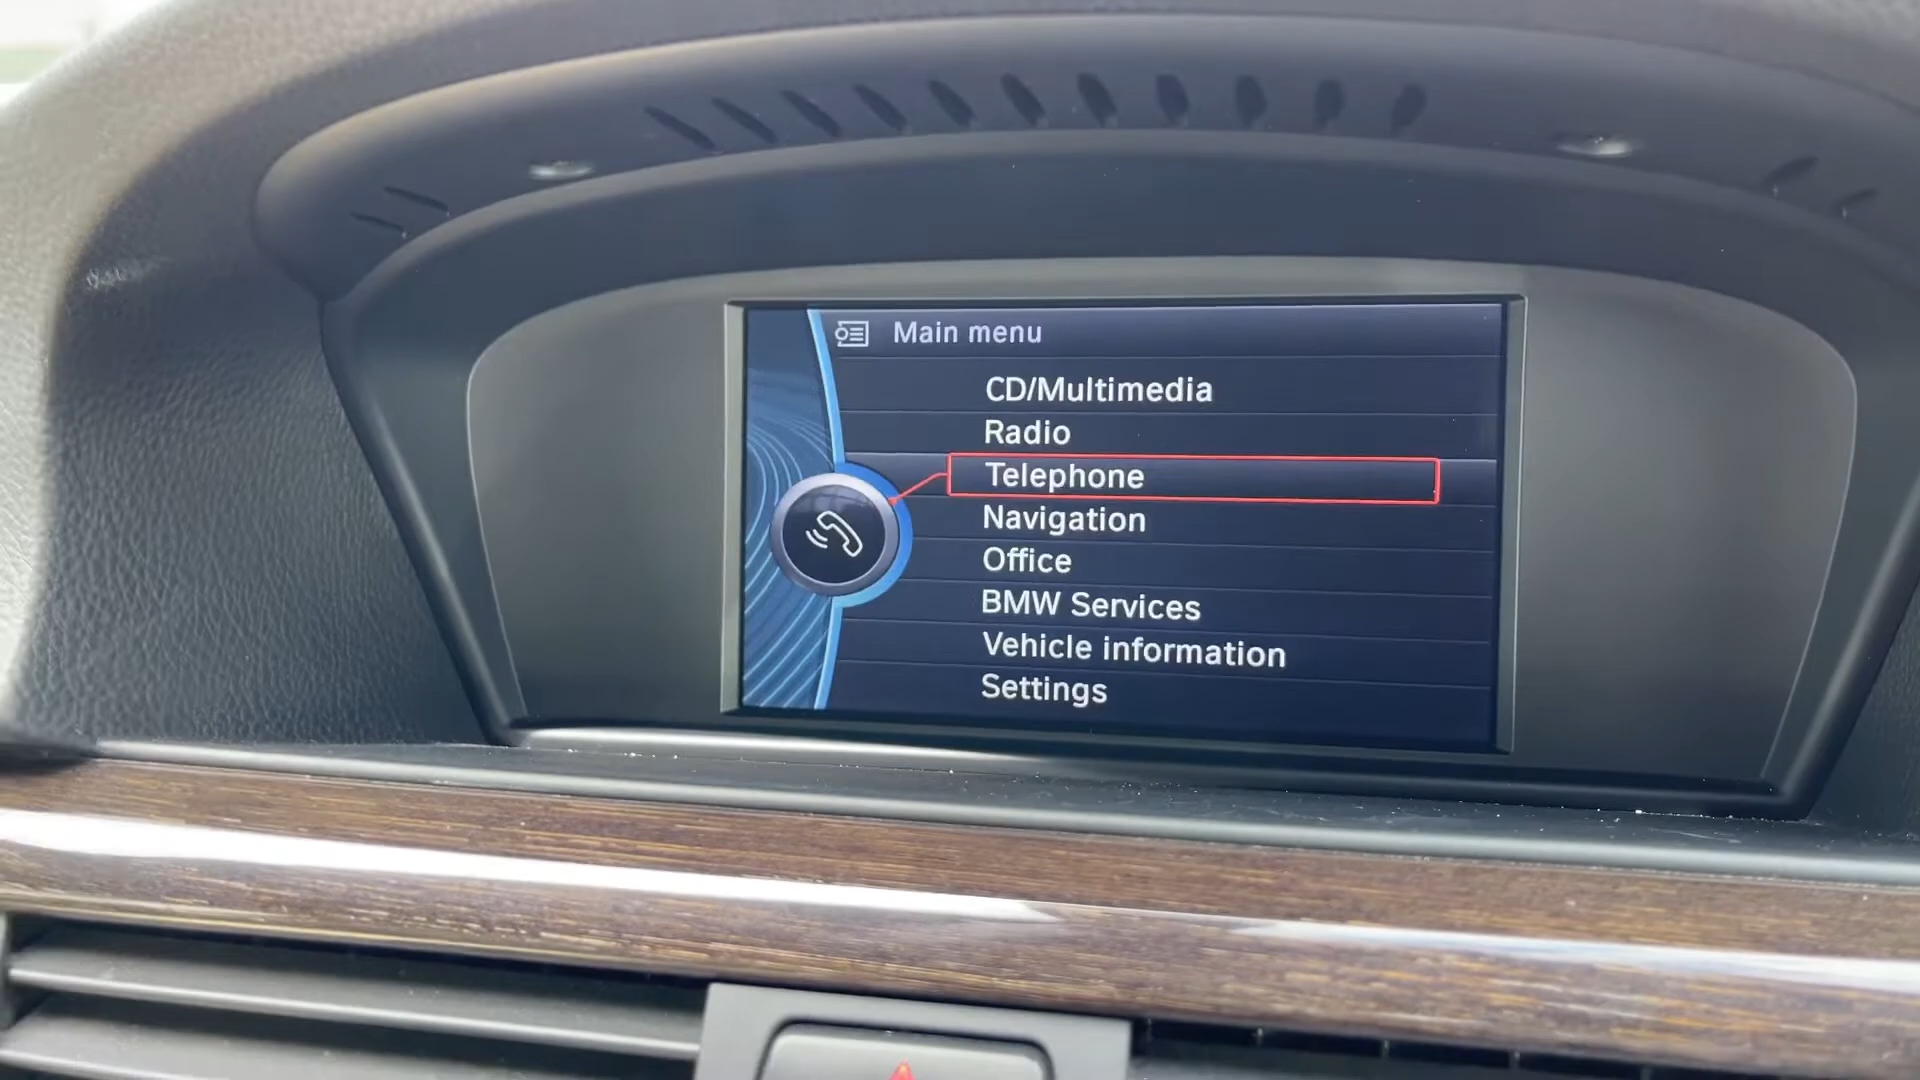 Main menu
CD/Multimedia
Radio
Telephone
Navigation
Office
BMW Services
Vehicle information
Settings